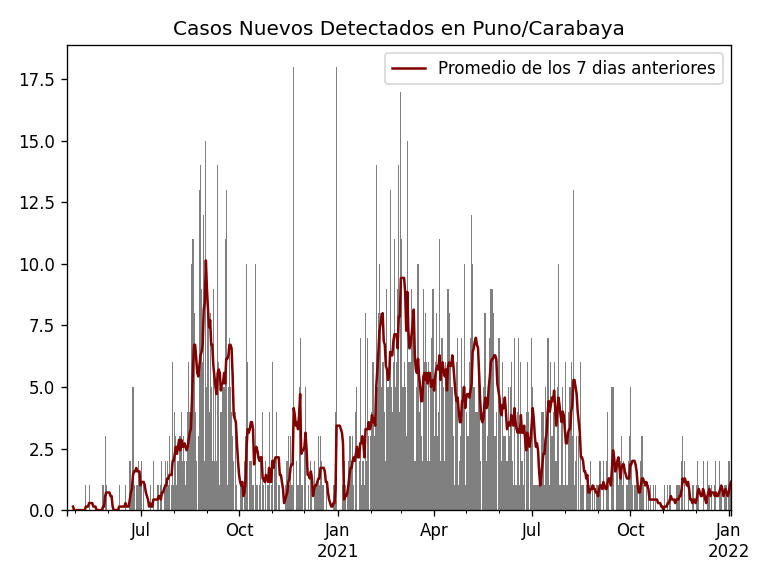 Casos Nuevos Detectados en Puno/Carabaya
Promedio de los 7 dias anteriores
17.5
15.0
12.5
10.0
7.5
5.0
2.5
0.0
Jul
Oct
Jan
2021
Apr
Jul
Oct
Jan
2022